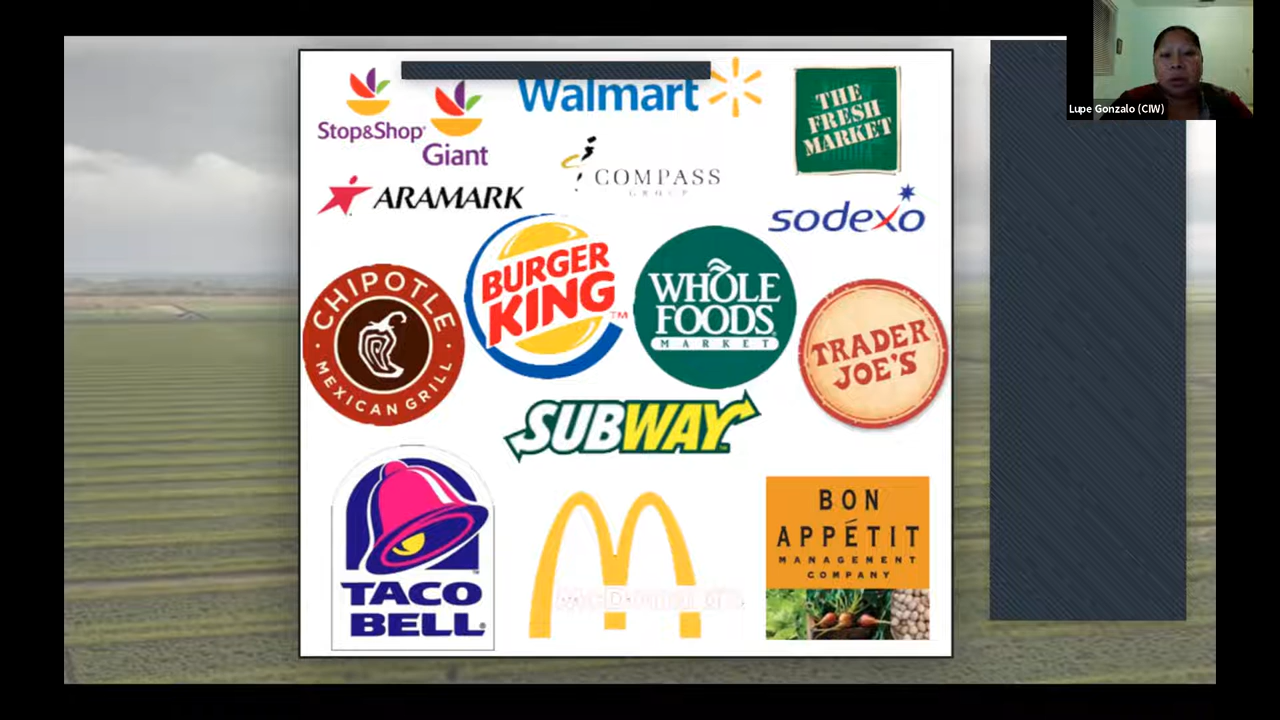 Lupe Gonzalo (CIW)
Stop&Shop®
Giant
Walmart
THE
FRESH
MARKET
COMPASS
GROUP
ARAMARK
sodexo
CHIPOTLE
MEXICAN GRILL
BURGER
KING™
WHOLE
FOODS
MARKET
TRADER
JOE'S
SUBWAY
TACO
BELL®
BON
APPÉTIT
MANAGEMENT
COMPANY